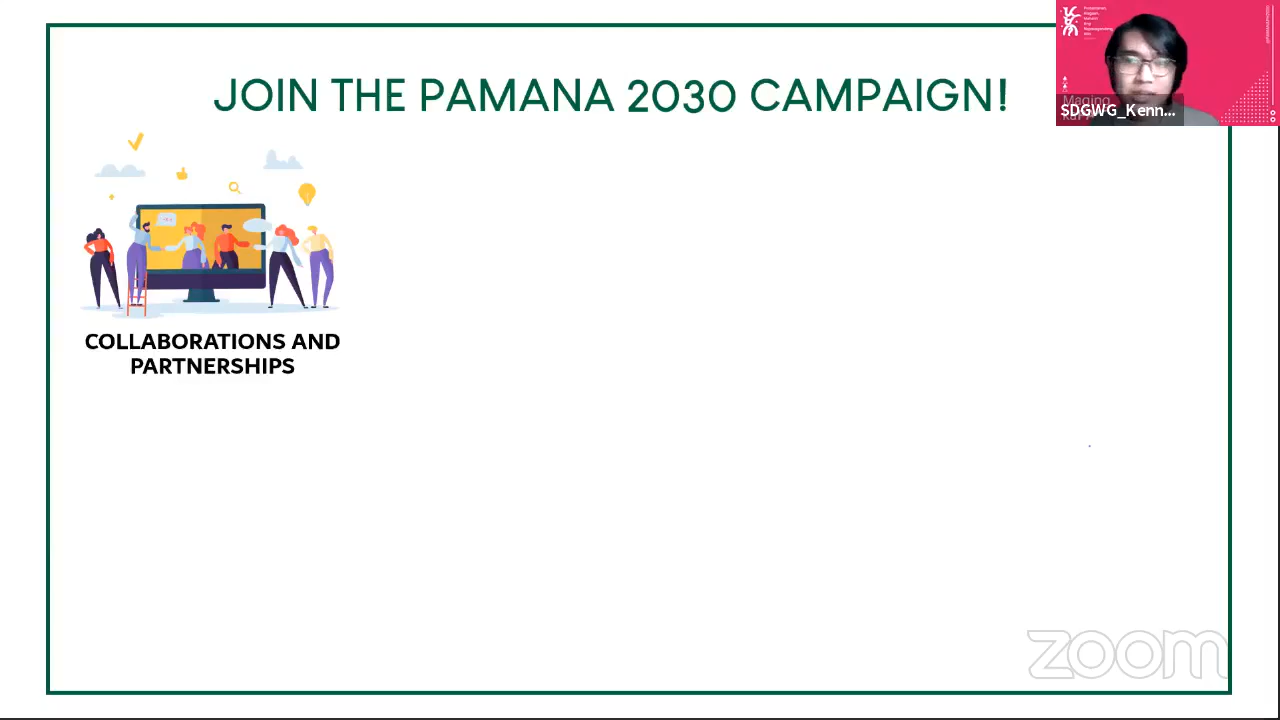 JOIN THE PAMANA 2030 CAMPAIGN!
SDGWG_Kenn...
COLLABORATIONS AND
PARTNERSHIPS
zoom